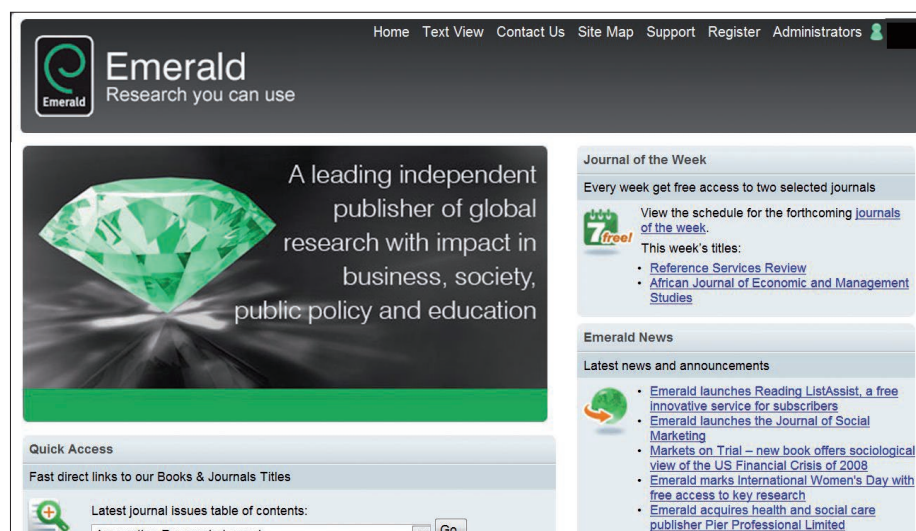 Home Text View Contact Us Site Map Support Register Administrators
Emerald
Emerald
Research you can use
A leading independent
publisher of global
research with impact in
business, society,
public policy and education
Quick Access
Fast direct links to our Books & Journals Titles
Latest journal issues table of contents:
Go
Journal of the Week
Every week get free access to two selected journals
7 free!
View the schedule for the forthcoming journals
of the week.
This week's titles:
• Reference Services Review
• African Journal of Economic and Management
Studies
Emerald News
Latest news and announcements
• Emerald launches Reading ListAssist, a free
innovative service for subscribers
• Emerald launches the Journal of Social
Marketing
• Markets on Trial – new book offers sociological
view of the US Financial Crisis of 2008
• Emerald marks International Women's Day with
free access to key research
• Emerald acquires health and social care
publisher Pier Professional Limited